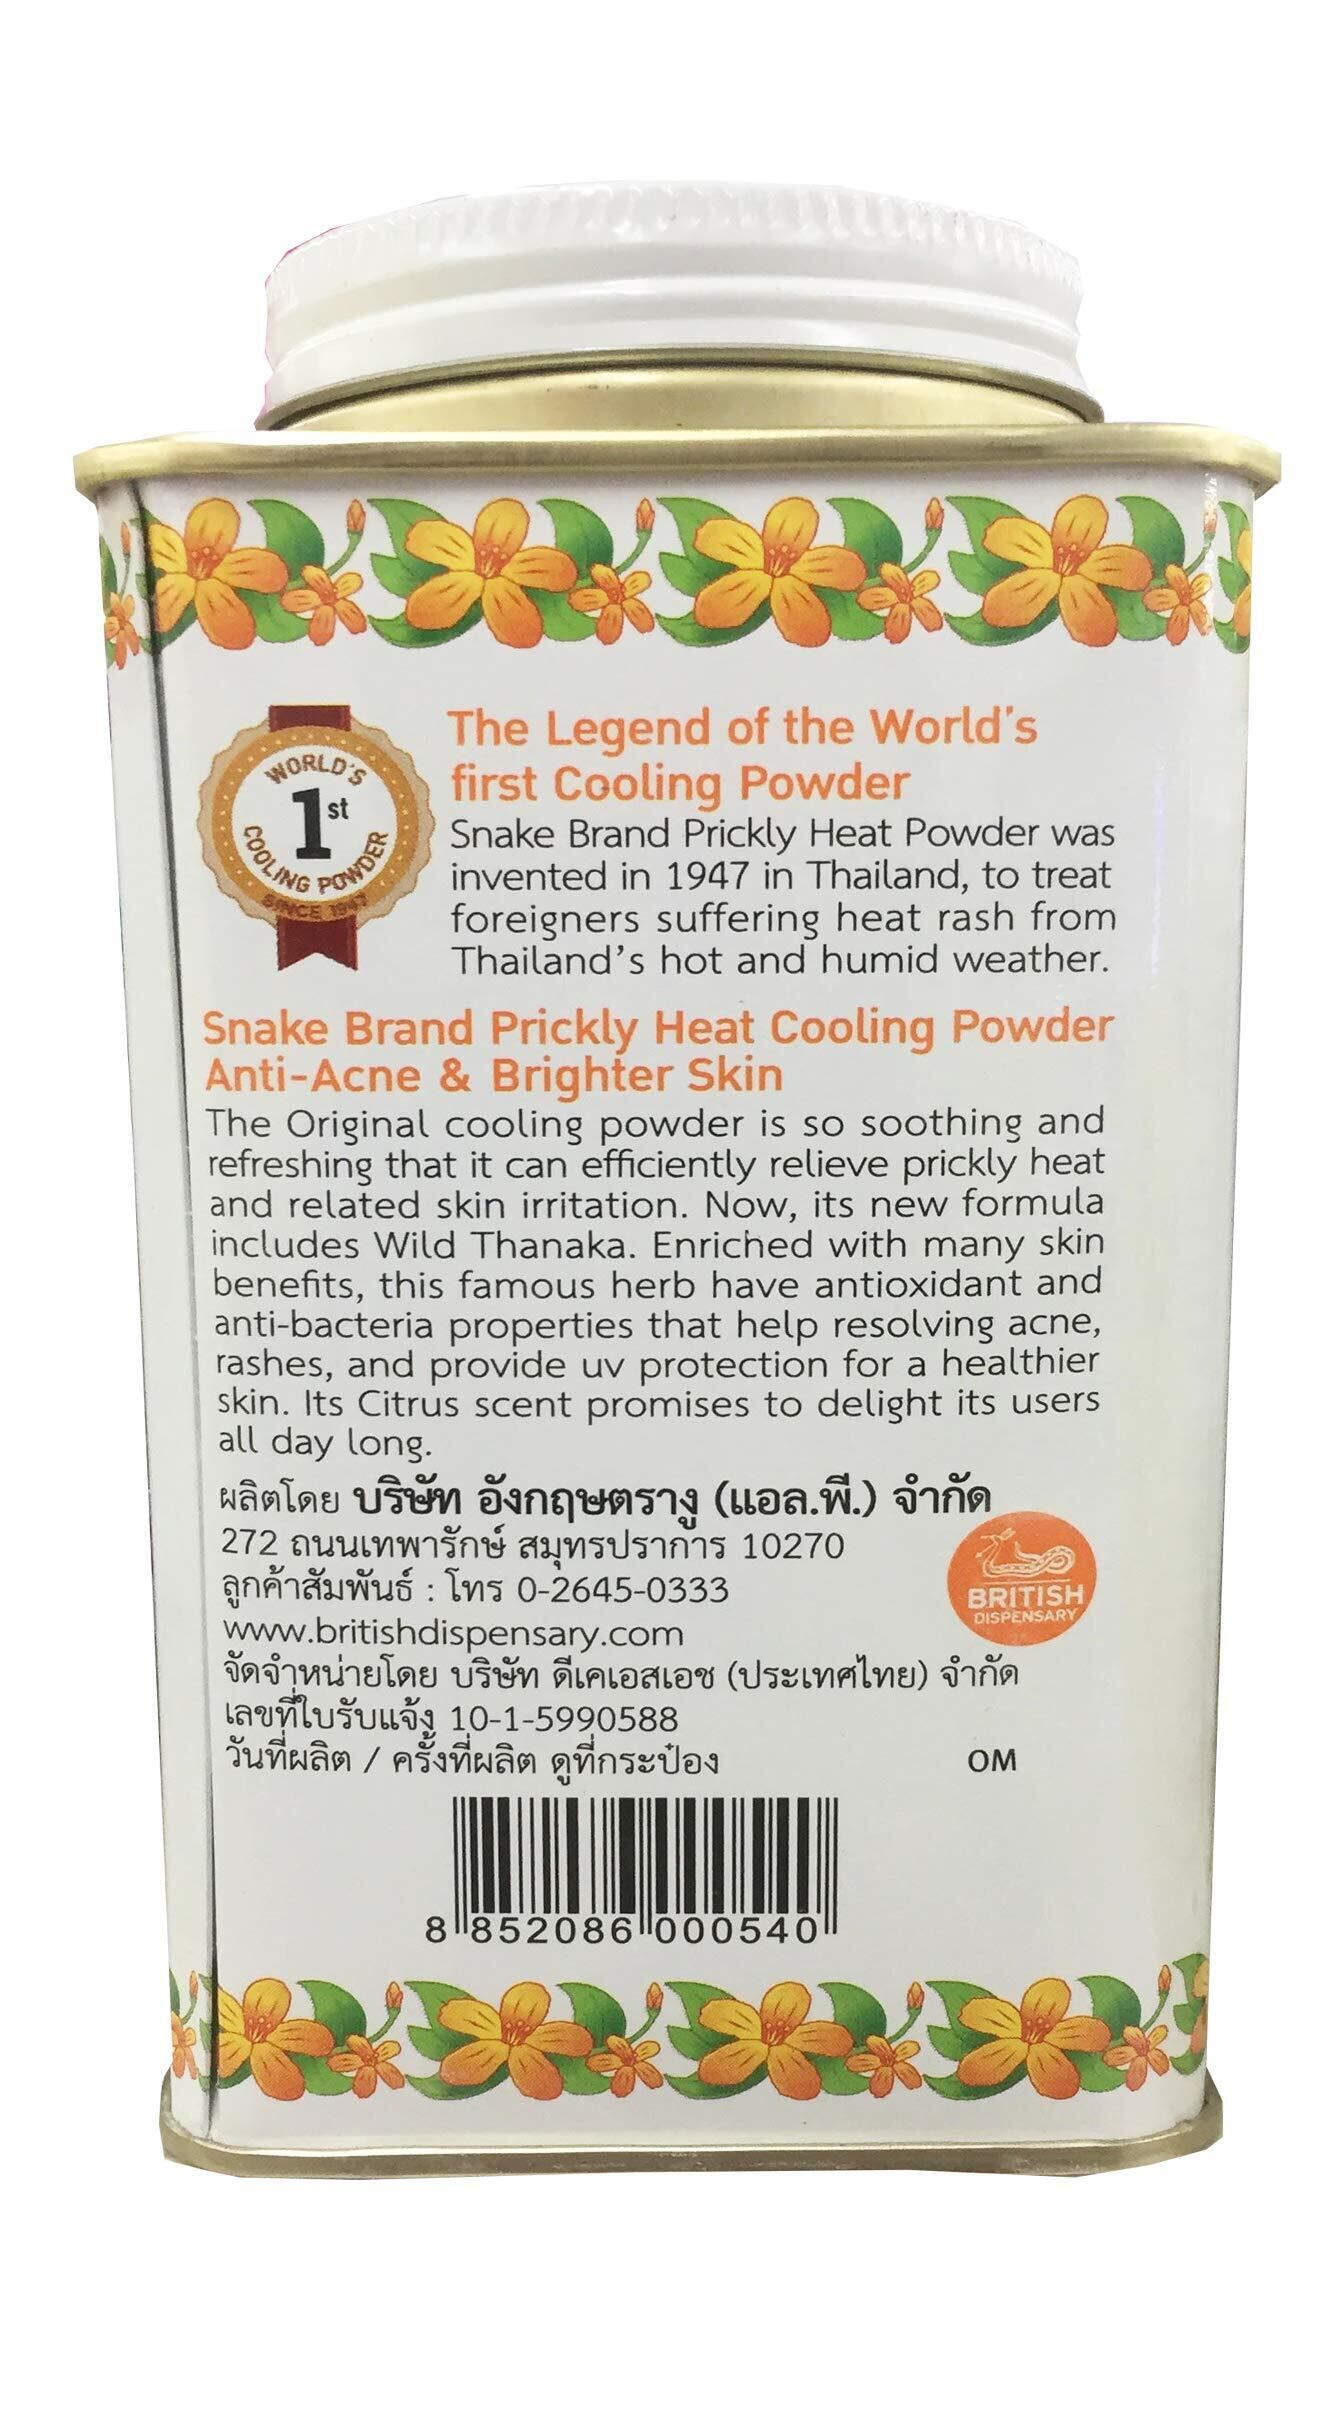 WORLD'S
1st
COOLING POWDER
SINCE 1947
The Legend of the World's
first Cooling Powder
Snake Brand Prickly Heat Powder was
invented in 1947 in Thailand, to treat
foreigners suffering heat rash from
Thailand's hot and humid weather.
Snake Brand Prickly Heat Cooling Powder
Anti-Acne & Brighter Skin
The Original cooling powder is so soothing and
refreshing that it can efficiently relieve prickly heat
and related skin irritation. Now, its new formula
includes Wild Thanaka. Enriched with many skin
benefits, this famous herb have antioxidant and
anti-bacteria properties that help resolving acne,
rashes, and provide uv protection for a healthier
skin. Its Citrus scent promises to delight its users
all day long.
ผลิตโดย บริษัท อังกฤษตรางู (แอล.พี.) จำกัด
272 ถนนเทพารักษ์ สมุทรปราการ 10270
ลูกค้าสัมพันธ์ : โทร 0-2645-0333
www.britishdispensary.com
BRITISH
DISPENSARY
จัดจำหน่ายโดย บริษัท ดีเคเอสเอช (ประเทศไทย) จำกัด
เลขที่ใบรับแจ้ง 10-1-5990588
วันที่ผลิต / ครั้งที่ผลิต ดูที่กระป๋อง OM
8 852086 000540